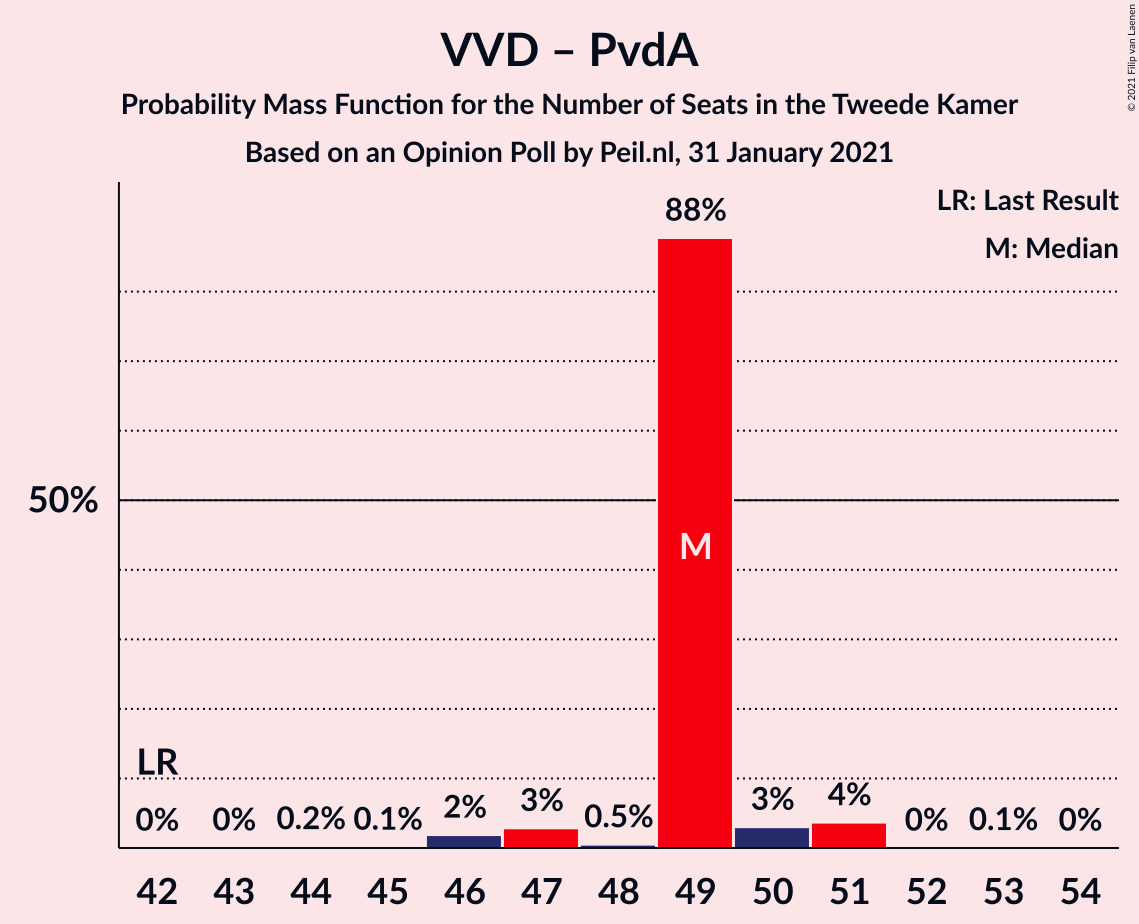 VVD – PvdA
Probability Mass Function for the Number of Seats in the Tweede Kamer
Based on an Opinion Poll by Peil.nl, 31 January 2021
© 2021 Filip van Laenen
LR: Last Result
M: Median
88%
50%
M
LR
0% 0% 0.2% 0.1% 2% 3% 0.5% 3% 4% 0% 0.1% 0%
42 43 44 45 46 47 48 49 50 51 52 53 54